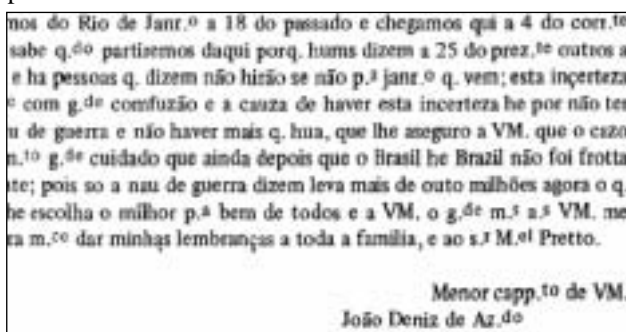 mos do Rio de Janr.º a 18 do passado e chegamos qui a 4 do corr.te
sabe q.do partiremos daqui porq. huns dizem a 25 do prez.te outros a
e ha pessoas q. dizem não hirão se não p.ª janr.º q. vem; esta inçerteza
com g.de comfuzão e a cauza de haver esta incerteza he por não ter
u de guerra e não haver mais q. hua, que lhe aseguro a VM. que o cazo
m.to g.de cuidado que ainda depois que o Brasil he Brazil não foi frotta
te; pois so a nau de guerra dizem leva mais de outo milhões agora o q.
he escolha o milhor p.ª bem de todos e a VM. o g.de m.s a.s VM. me
ra m.ce dar minhas lembranças a toda a família, e ao s.r M.el Pretto.
Menor capp.to de VM.
João Deniz de Az.do